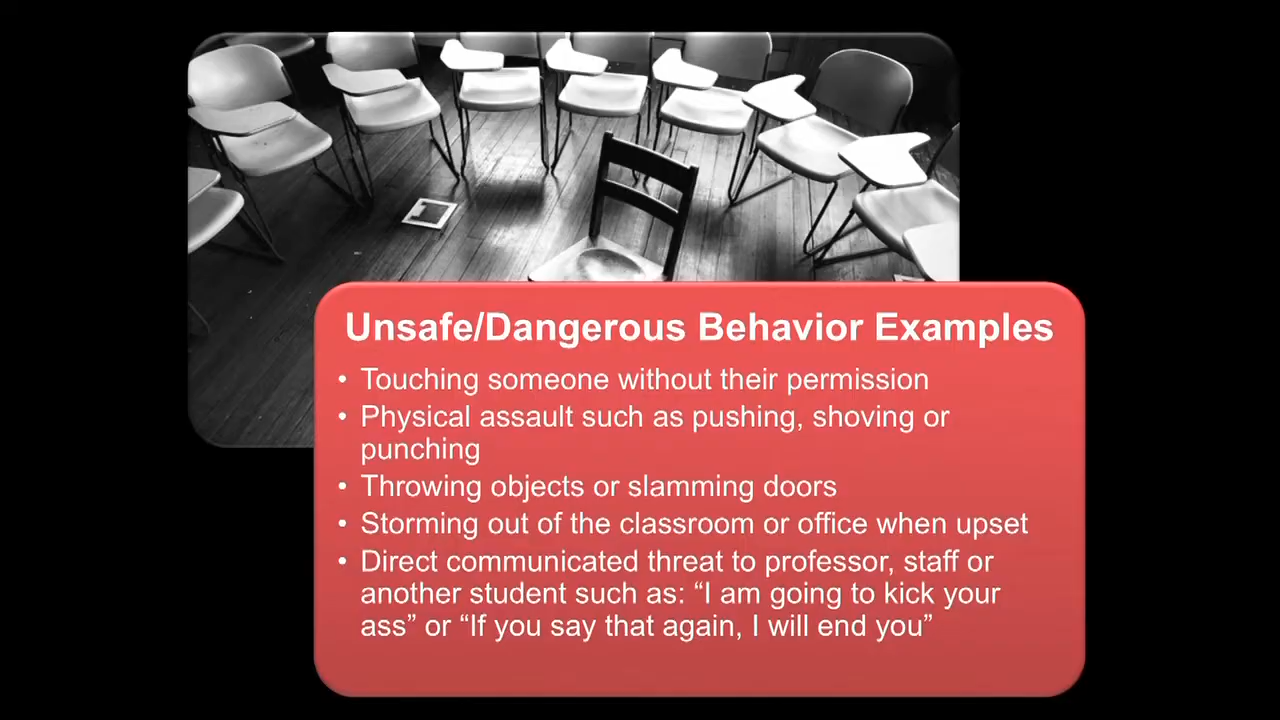 Unsafe/Dangerous Behavior Examples
• Touching someone without their permission
• Physical assault such as pushing, shoving or
punching
• Throwing objects or slamming doors
• Storming out of the classroom or office when upset
• Direct communicated threat to professor, staff or
another student such as: “I am going to kick your
ass” or “If you say that again, I will end you”